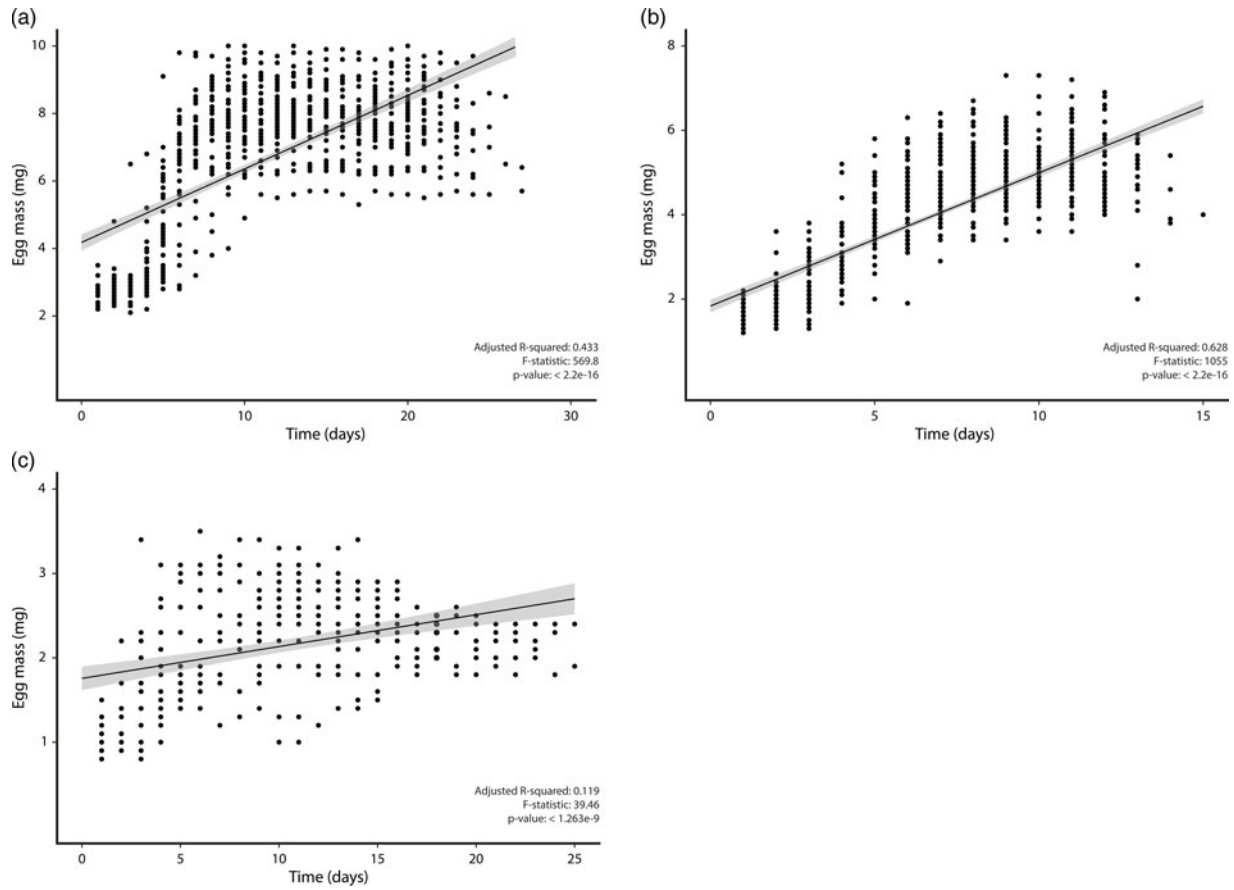 (a)
10
8
6
4
2
Egg mass (mg)
Adjusted R-squared: 0.433
F-statistic: 569.8
p-value: < 2.2e-16
0
10
20
30
Time (days)
(b)
8
6
4
2
Egg mass (mg)
Adjusted R-squared: 0.628
F-statistic: 1055
p-value: < 2.2e-16
0
5
10
15
Time (days)
(c)
4
3
2
1
Egg mass (mg)
Adjusted R-squared: 0.119
F-statistic: 39.46
p-value: < 1.263e-9
0
5
10
15
20
25
Time (days)